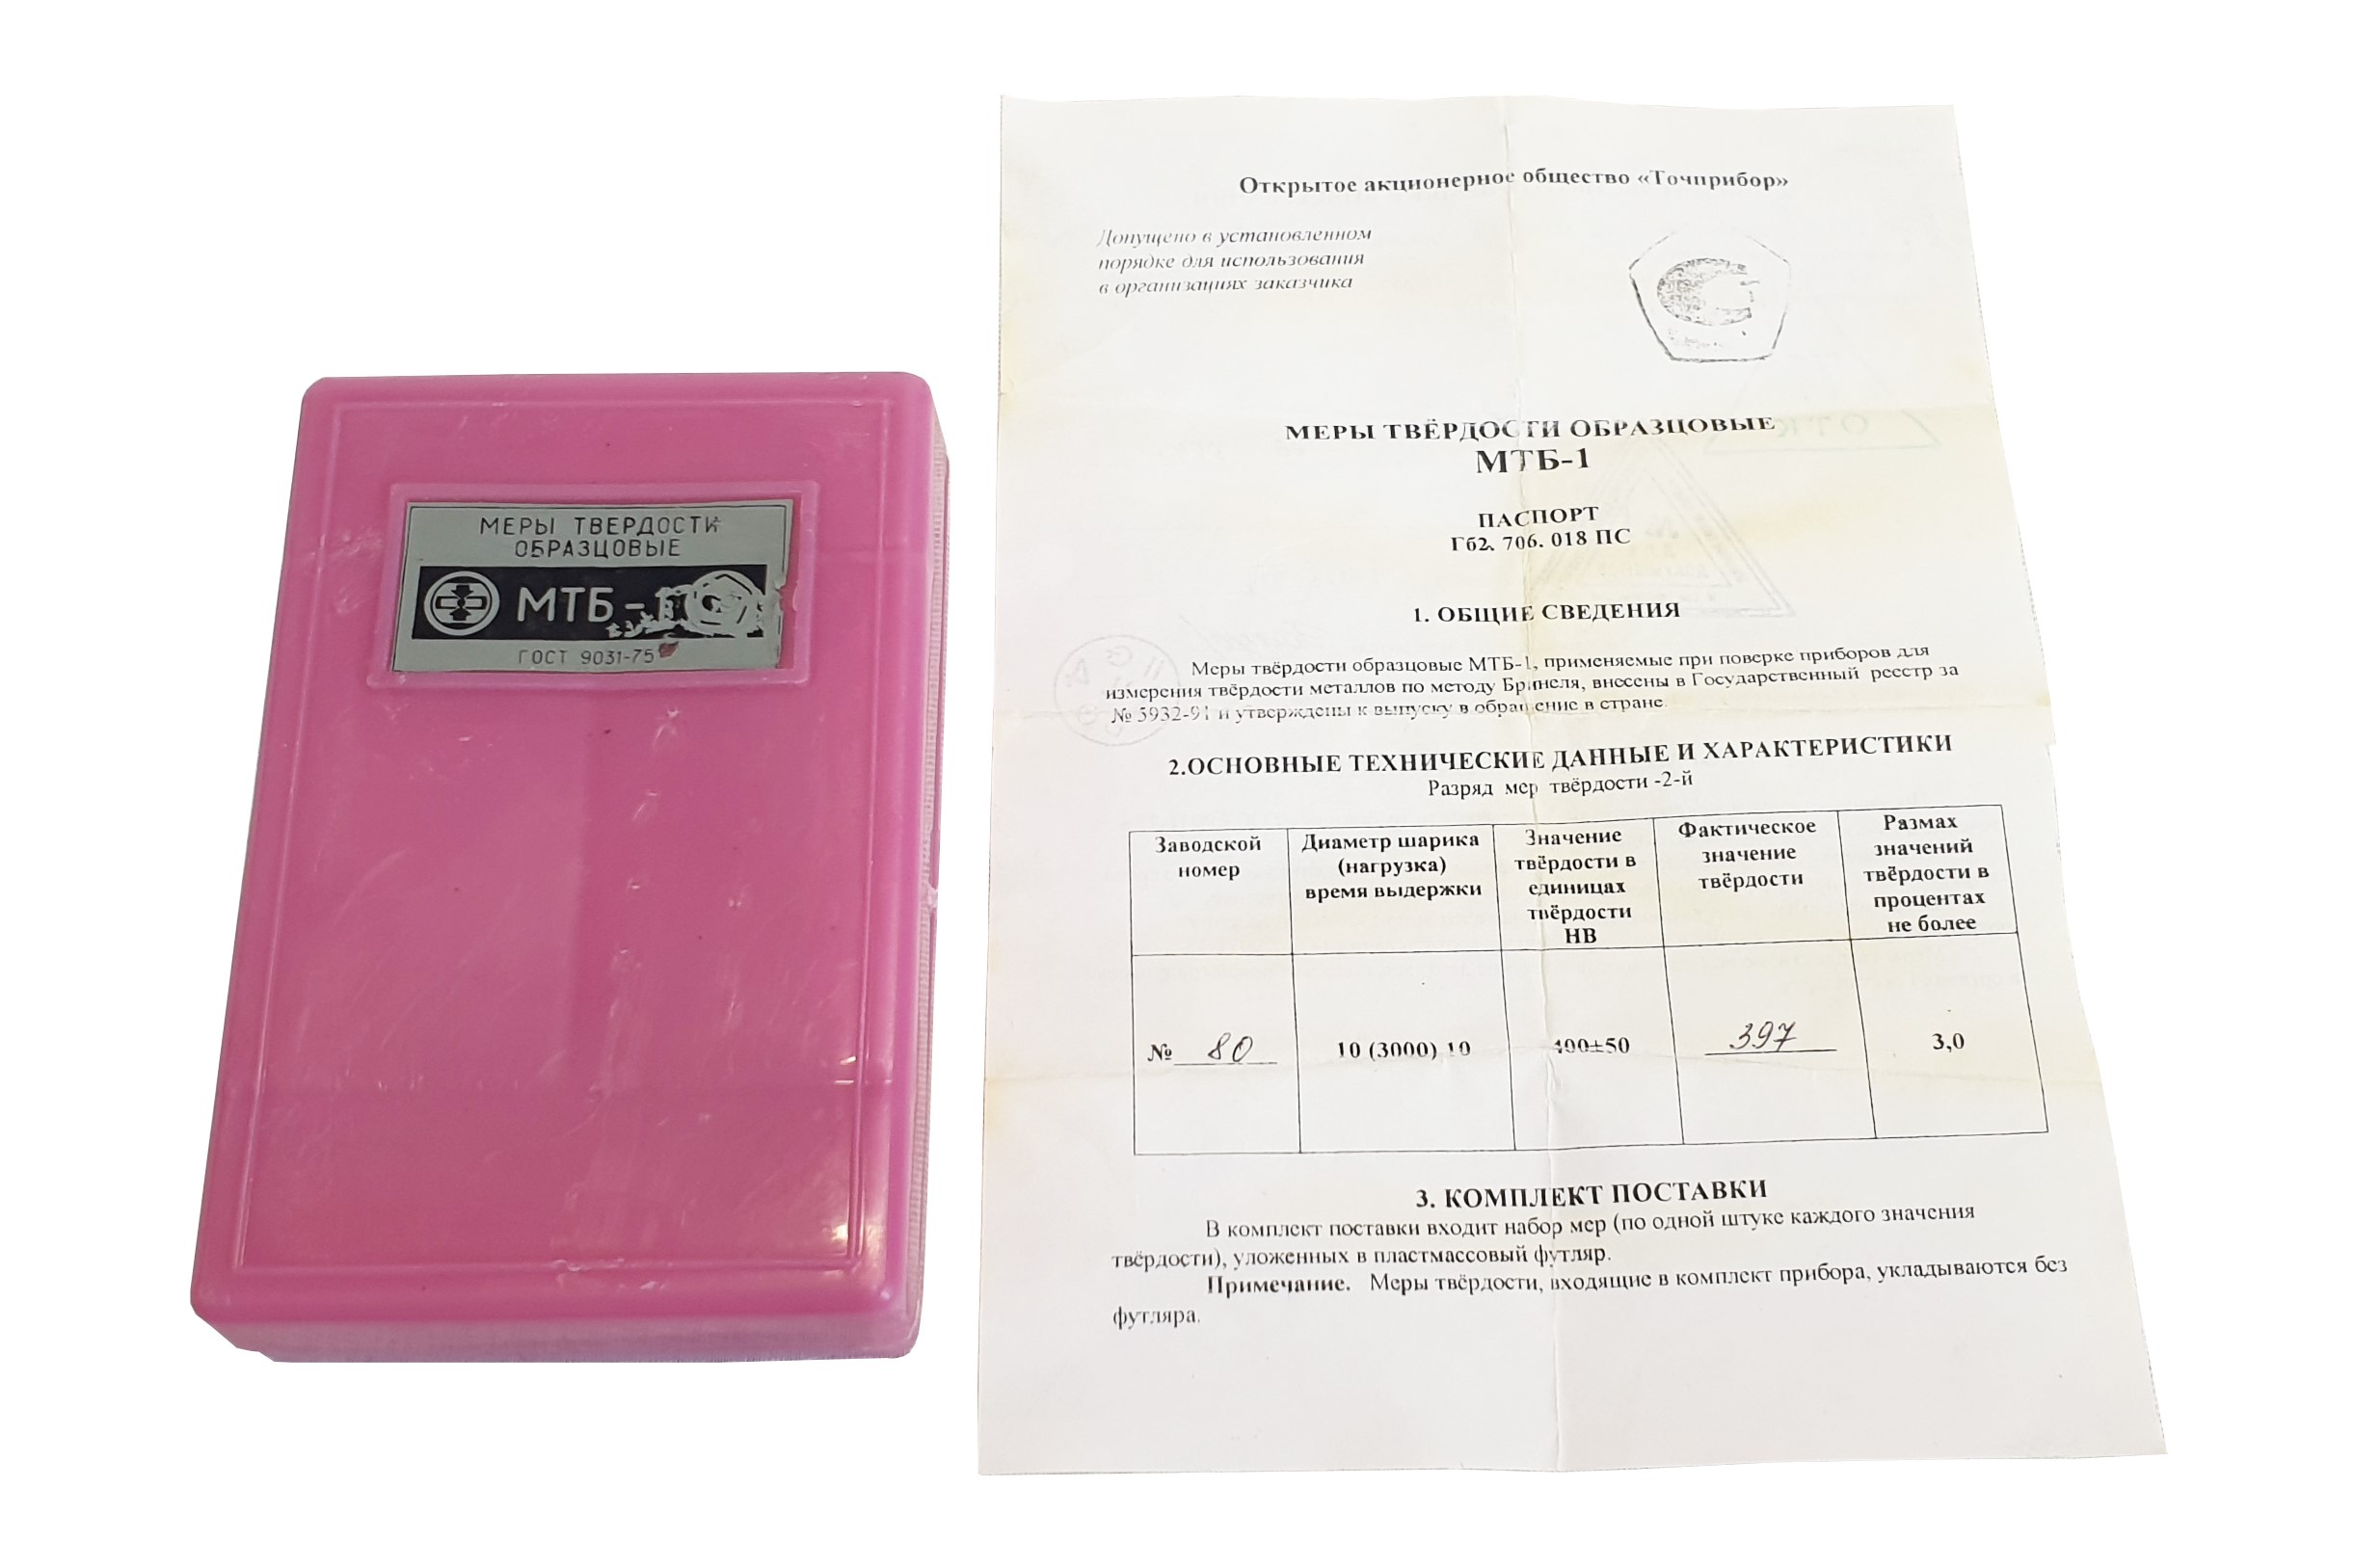 МЕРЫ ТВЕРДОСТИ
ОБРАЗЦОВЫЕ
МТБ-1
ГОСТ 9031-75
Открытое акционерное общество «Точприбор»
Допущено в установленном
порядке для использования
в организациях заказчика
МЕРЫ ТВЁРДОСТИ ОБРАЗЦОВЫЕ
МТБ-1
ПАСПОРТ
Гб2. 706. 018 ПС
1. ОБЩИЕ СВЕДЕНИЯ
Меры твёрдости образцовые МТБ-1, применяемые при поверке приборов для
измерения твёрдости металлов по методу Бринеля, внесены в Государственный реестр за
№ 5932-91 и утверждены к выпуску в обращение в стране.
2.ОСНОВНЫЕ ТЕХНИЧЕСКИЕ ДАННЫЕ И ХАРАКТЕРИСТИКИ
Разряд мер твёрдости -2-й
Заводской
номер
Диаметр шарика
(нагрузка)
время выдержки
Значение
твёрдости в
единицах
твёрдости
НВ
Фактическое
значение
твёрдости
Размах
значений
твёрдости в
процентах
не более
№ 80
10 (3000) 10
400±50
397
3,0
3. КОМПЛЕКТ ПОСТАВКИ
В комплект поставки входит набор мер (по одной штуке каждого значения
твёрдости), уложенных в пластмассовый футляр.
Примечание. Меры твёрдости, входящие в комплект прибора, укладываются без
футляра.